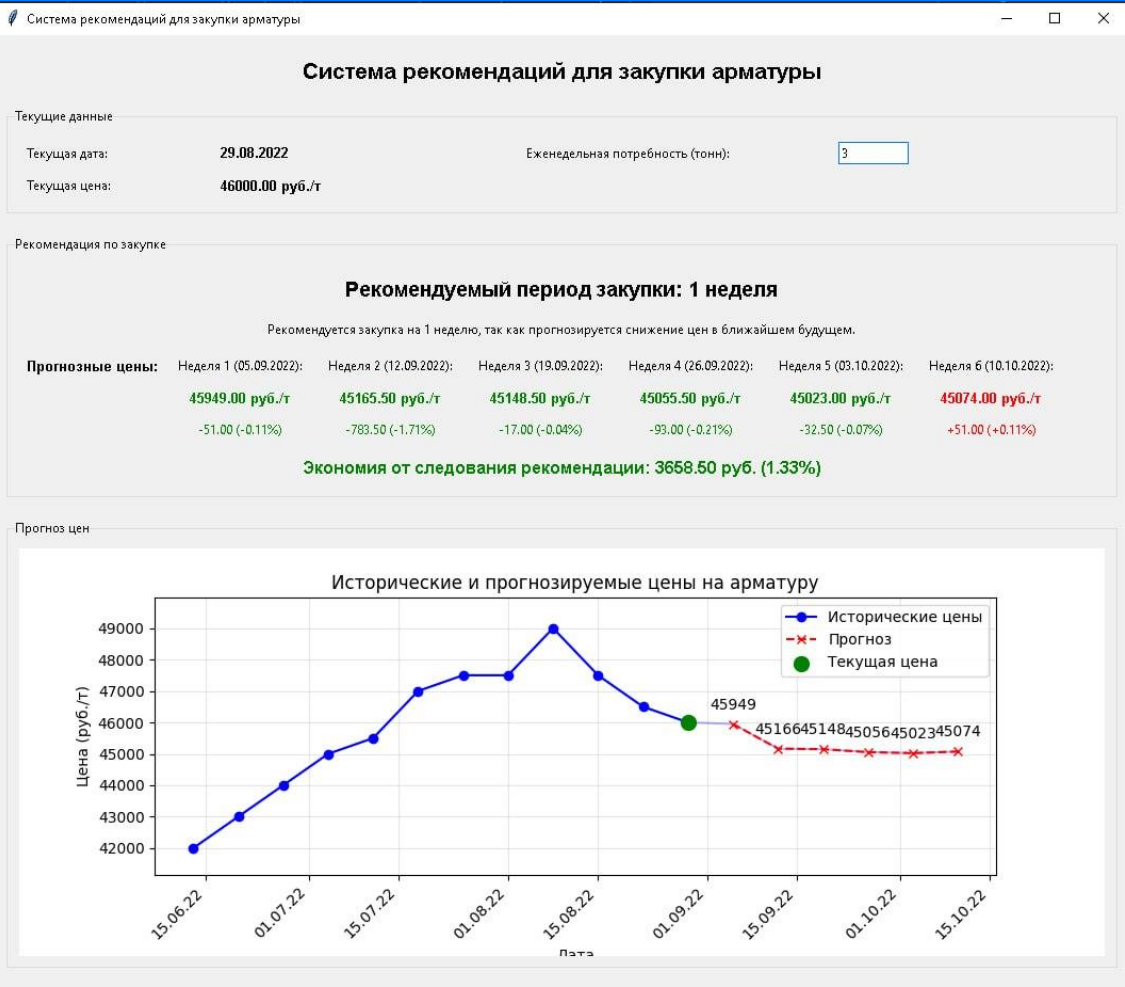 Система рекомендаций для закупки арматуры
Система рекомендаций для закупки арматуры
Текущие данные
Текущая дата: 29.08.2022 Еженедельная потребность (тонн): 3
Текущая цена: 46000.00 руб./т
Рекомендация по закупке
Рекомендуемый период закупки: 1 неделя
Рекомендуется закупка на 1 неделю, так как прогнозируется снижение цен в ближайшем будущем.
Прогнозные цены: Неделя 1 (05.09.2022): Неделя 2 (12.09.2022): Неделя 3 (19.09.2022): Неделя 4 (26.09.2022): Неделя 5 (03.10.2022): Неделя 6 (10.10.2022):
45949.00 руб./т 45165.50 руб./т 45148.50 руб./т 45055.50 руб./т 45023.00 руб./т 45074.00 руб./т
-51.00 (-0.11%) -783.50 (-1.71%) -17.00 (-0.04%) -93.00 (-0.21%) -32.50 (-0.07%) +51.00 (+0.11%)
Экономия от следования рекомендации: 3658.50 руб. (1.33%)
Прогноз цен
Исторические и прогнозируемые цены на арматуру
Исторические цены
Прогноз
Текущая цена
49000
48000
47000
46000
45000
44000
43000
42000
Цена (руб./т)
45949
45166 45148 45056 45023 45074
15.06.22 01.07.22 15.07.22 01.08.22 15.08.22 01.09.22 15.09.22 01.10.22 15.10.22
Дата